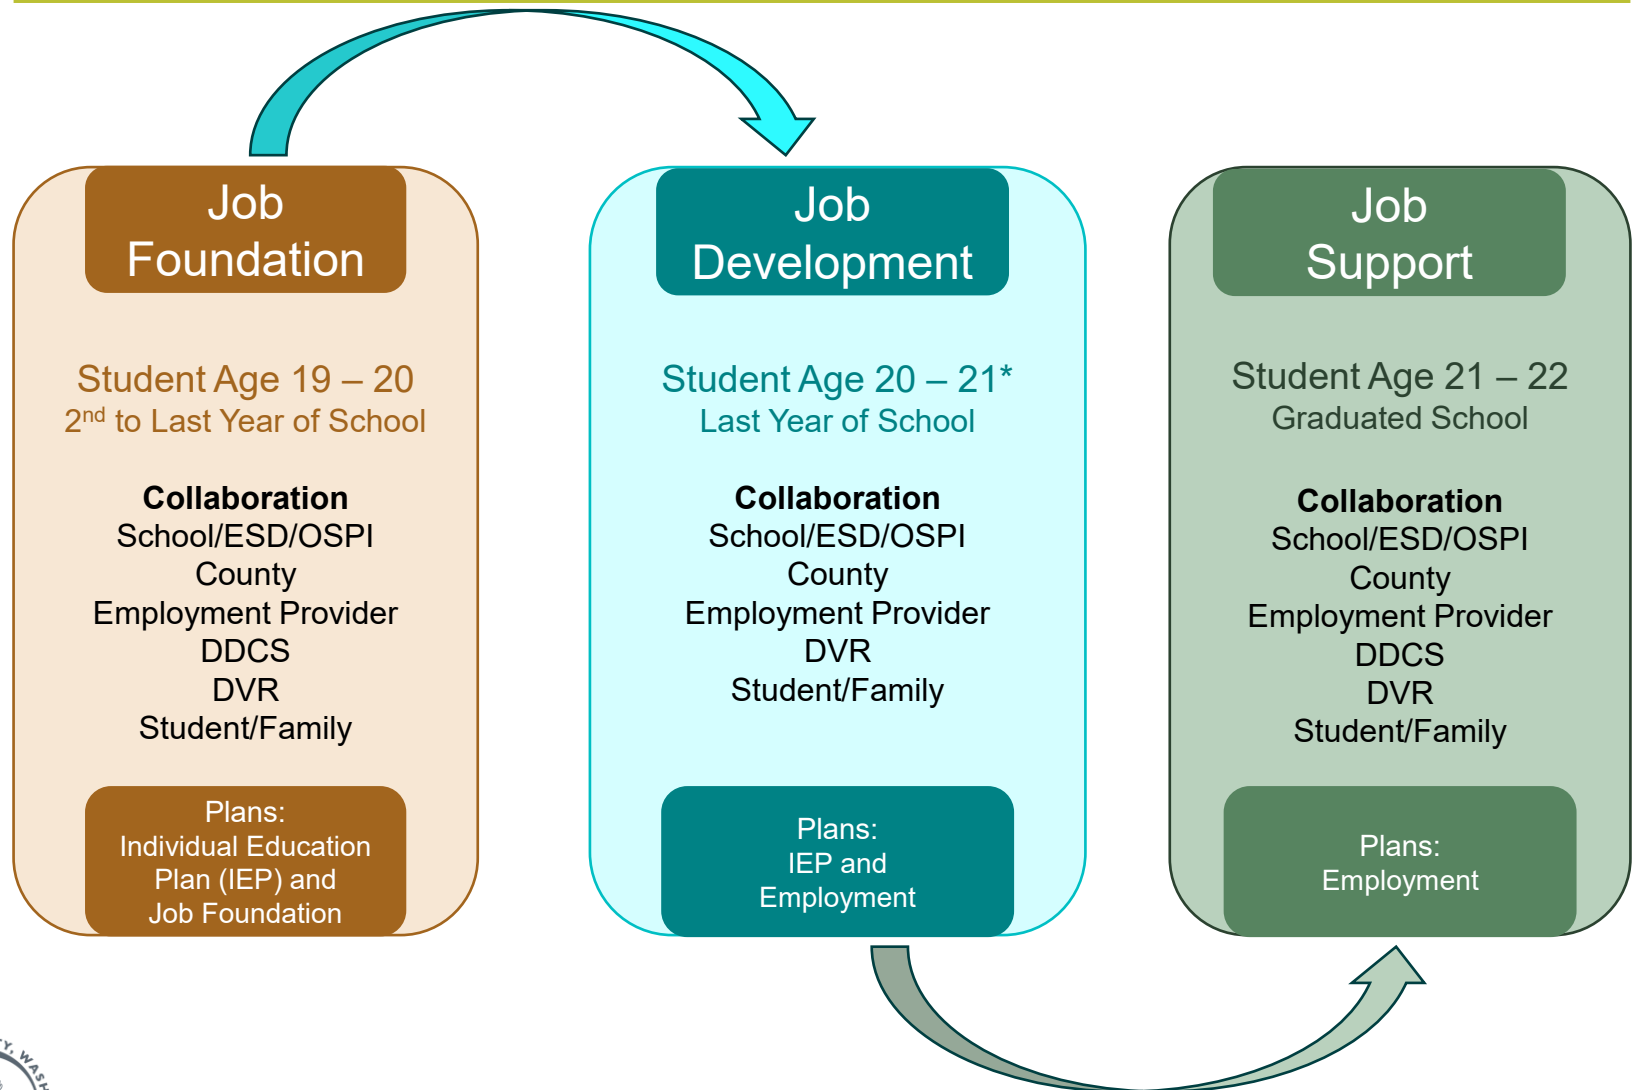 Job
Foundation
Student Age 19 – 20
2nd to Last Year of School
Collaboration
School/ESD/OSPI
County
Employment Provider
DDCS
DVR
Student/Family
Plans:
Individual Education
Plan (IEP) and
Job Foundation
Job
Development
Student Age 20 – 21*
Last Year of School
Collaboration
School/ESD/OSPI
County
Employment Provider
DVR
Student/Family
Plans:
IEP and
Employment
Job
Support
Student Age 21 – 22
Graduated School
Collaboration
School/ESD/OSPI
County
Employment Provider
DDCS
DVR
Student/Family
Plans:
Employment